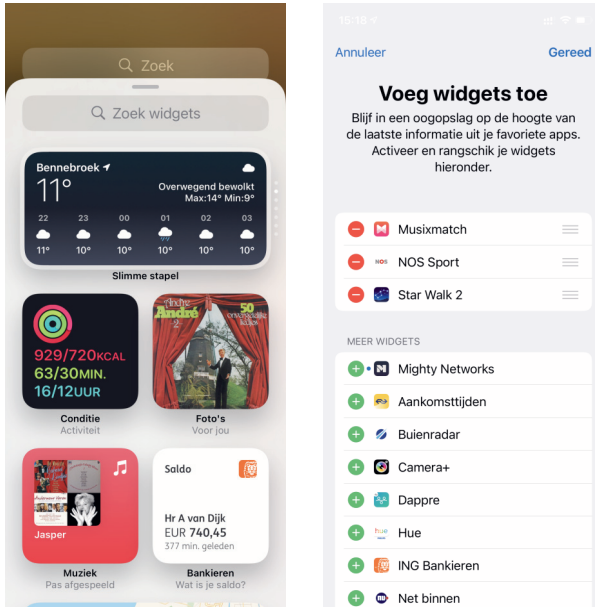 Zoek
Zoek widgets
Bennebroek
11°
Overwegend bewolkt
Max:14° Min:9°
22 23 00 01 02 03
11° 10° 10° 10° 10° 10°
Slimme stapel
929/720KCAL
63/30MIN.
16/12UUR
Conditie
Activiteit
André
André
2
50
onvergetelijke
Foto's
Voor jou
Jasper
Muziek
Pas afgespeeld
Saldo
Hr A van Dijk
EUR 740,45
377 min. geleden
Bankieren
Wat is je saldo?
15:18
Annuleer
Gereed
Voeg widgets toe
Blijf in een oogopslag op de hoogte van
de laatste informatie uit je favoriete apps.
Activeer en rangschik je widgets
hieronder.
Musixmatch
NOS
NOS Sport
Star Walk 2
MEER WIDGETS
Mighty Networks
Aankomsttijden
Buienradar
Camera+
Dappre
hue
Hue
ING Bankieren
nu
Net binnen